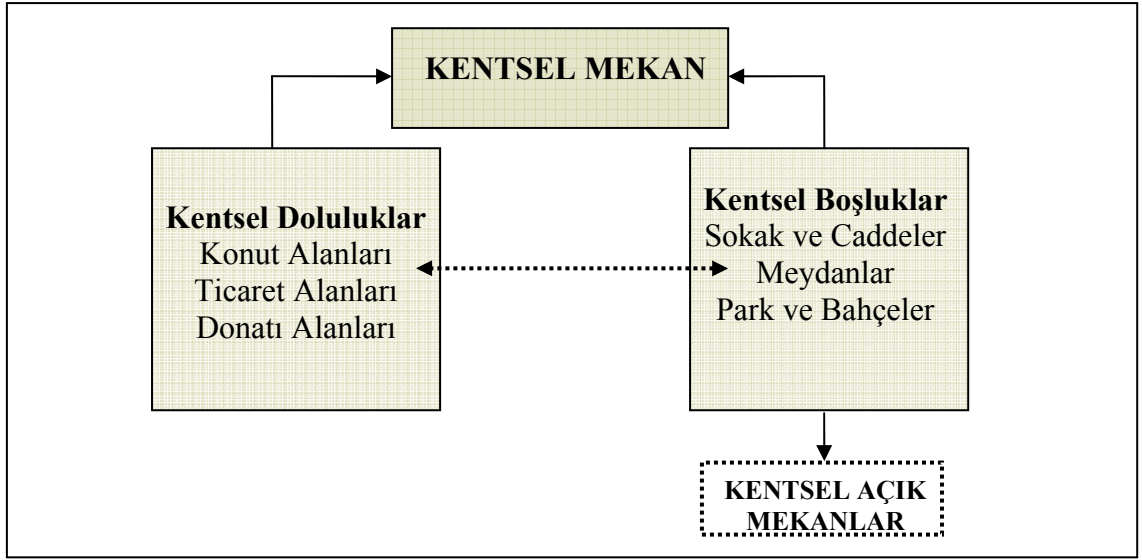 KENTSEL MEKAN
Kentsel Doluluklar
Konut Alanları
Ticaret Alanları
Donatı Alanları
Kentsel Boşluklar
Sokak ve Caddeler
Meydanlar
Park ve Bahçeler
KENTSEL AÇIK
MEKANLAR